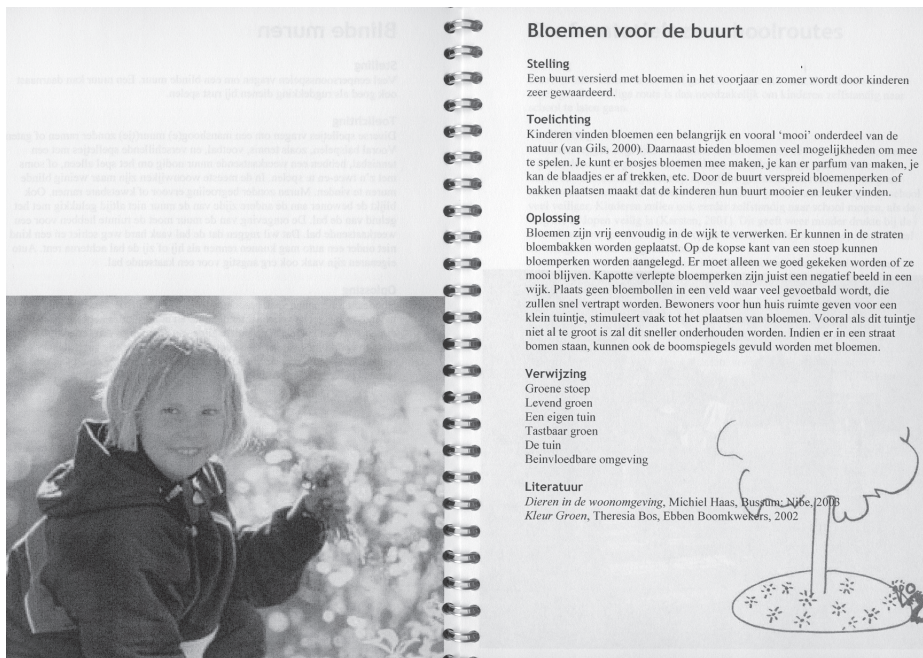 Bloemen voor de buurt
Stelling
Een buurt versierd met bloemen in het voorjaar en zomer wordt door kinderen
zeer gewaardeerd.
Toelichting
Kinderen vinden bloemen een belangrijk en vooral ‘mooi’ onderdeel van de
natuur (van Gils, 2000). Daarnaast bieden bloemen veel mogelijkheden om mee
te spelen. Je kunt er bosjes bloemen mee maken, je kan er parfum van maken, je
kan de blaadjes er af trekken, etc. Door de buurt verspreid bloemenperken of
bakken plaatsen maakt dat de kinderen hun buurt mooier en leuker vinden.
Oplossing
Bloemen zijn vrij eenvoudig in de wijk te verwerken. Er kunnen in de straten
bloembakken worden geplaatst. Op de kopse kant van een stoep kunnen
bloemperken worden aangelegd. Er moet alleen we goed gekeken worden of ze
mooi blijven. Kapotte verlepte bloemperken zijn juist een negatief beeld in een
wijk. Plaats geen bloembollen in een veld waar veel gevoetbald wordt, die
zullen snel vertrapt worden. Bewoners voor hun huis ruimte geven voor een
klein tuintje, stimuleert vaak tot het plaatsen van bloemen. Vooral als dit tuintje
niet al te groot is zal dit sneller onderhouden worden. Indien er in een straat
bomen staan, kunnen ook de boomspiegels gevuld worden met bloemen.
Verwijzing
Groene stoep
Levend groen
Een eigen tuin
Tastbaar groen
De tuin
Beinvloedbare omgeving
Literatuur
Dieren in de woonomgeving, Michiel Haas, Bussum: Nibe, 2003
Kleur Groen, Theresia Bos, Ebben Boomkwekers, 2002